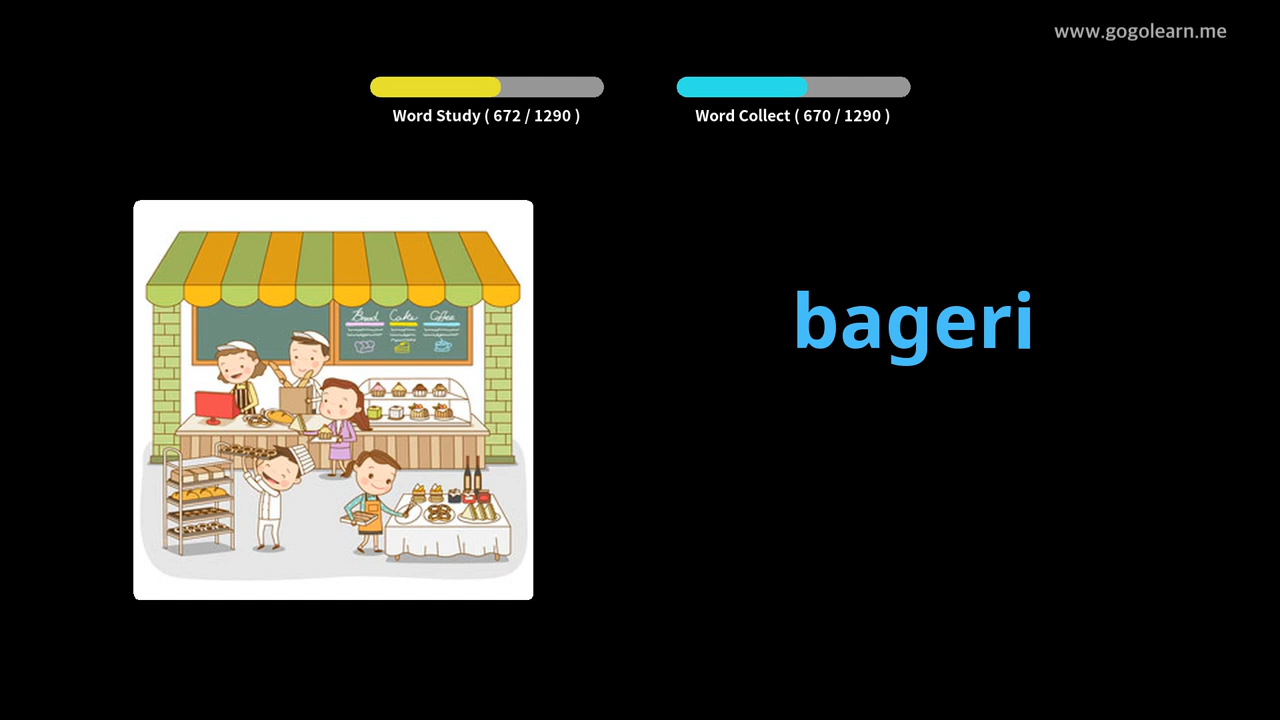 www.gogolearn.me
Word Study ( 672 / 1290 )
Word Collect ( 670 / 1290 )
bageri
Bread Cake Coffee